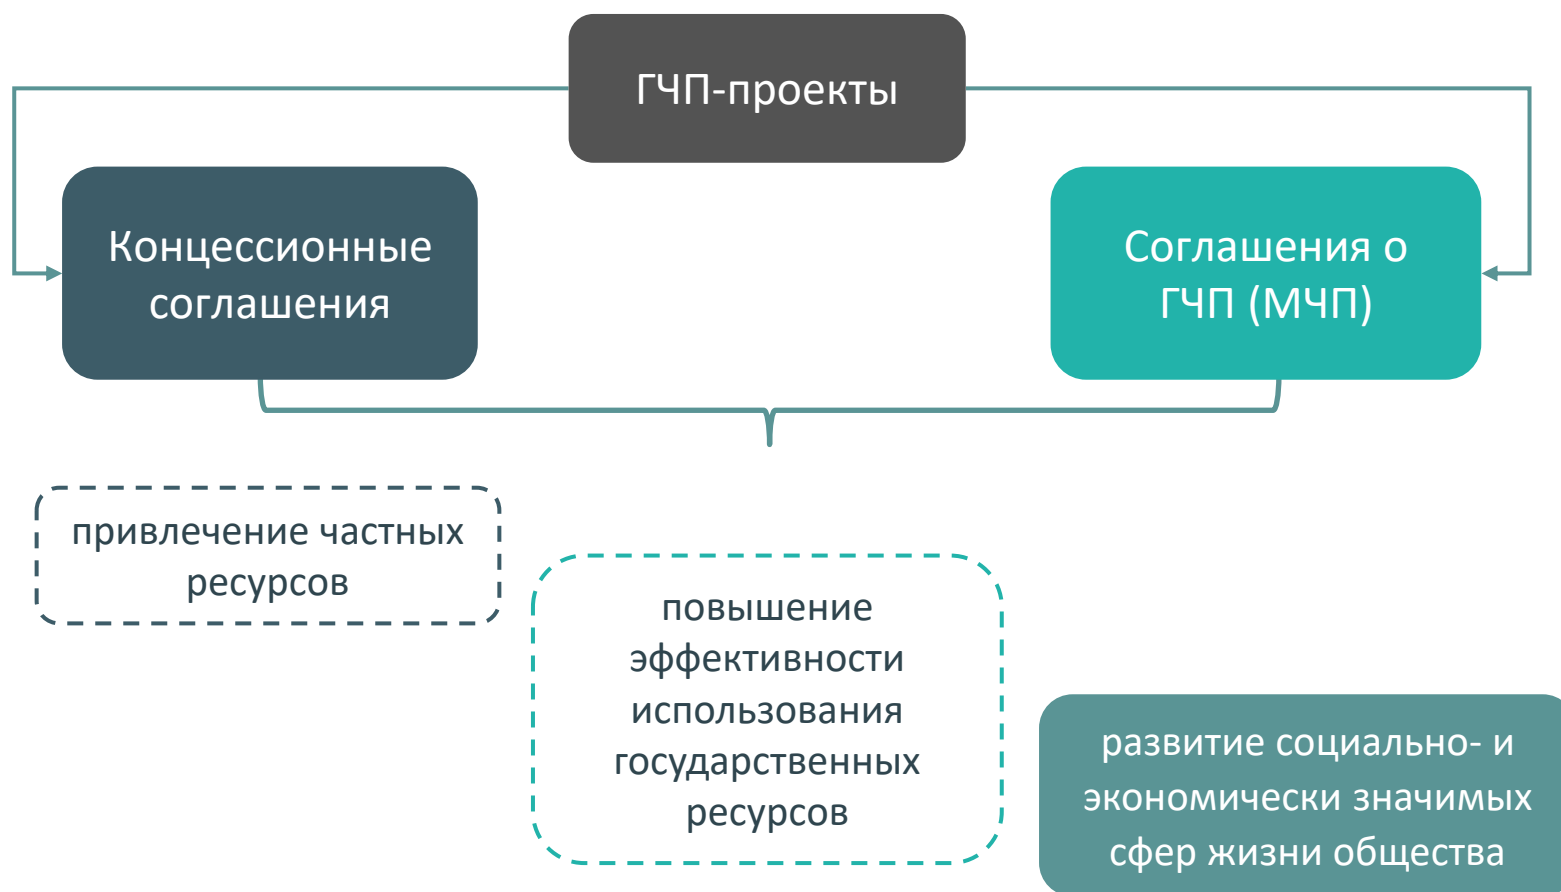 ГЧП-проекты
Концессионные
соглашения
Соглашения о
ГЧП (МЧП)
привлечение частных
ресурсов
повышение
эффективности
использования
государственных
ресурсов
развитие социально- и
экономически значимых
сфер жизни общества